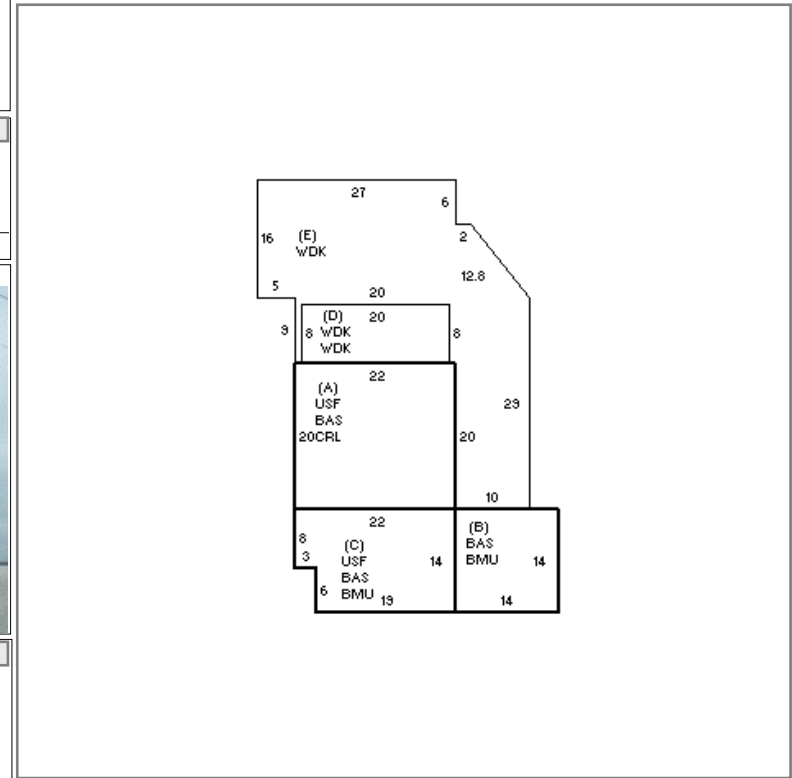 27
6
16
(E)
WDK
2
12.8
5
20
(D)
20
9
8
WDK
WDK
8
22
(A)
USF
BAS
20CRL
29
20
10
22
8
3
(C)
USF
BAS
BMU
14
6
19
(B)
BAS
BMU
14
14